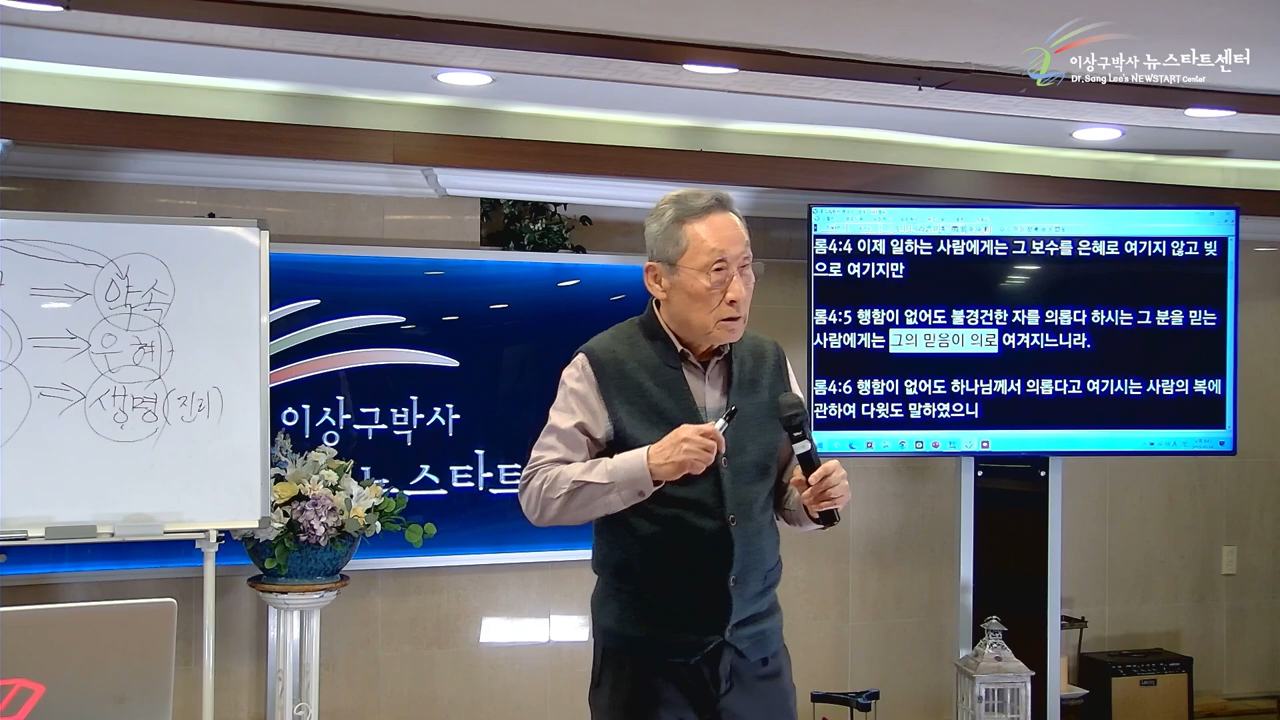 이상구박사 뉴스타트센터
Dr. Sang Lee's NEWSTART Center
약속
은혜
생명 (진리)
이상구박사
뉴스타트
롬4:4 이제 일하는 사람에게는 그 보수를 은혜로 여기지 않고 빚
으로 여기지만
롬4:5 행함이 없어도 불경건한 자를 의롭다 하시는 그 분을 믿는
사람에게는 그의 믿음이 의로 여겨지느니라.
롬4:6 행함이 없어도 하나님께서 의롭다고 여기시는 사람의 복에
관하여 다윗도 말하였으니